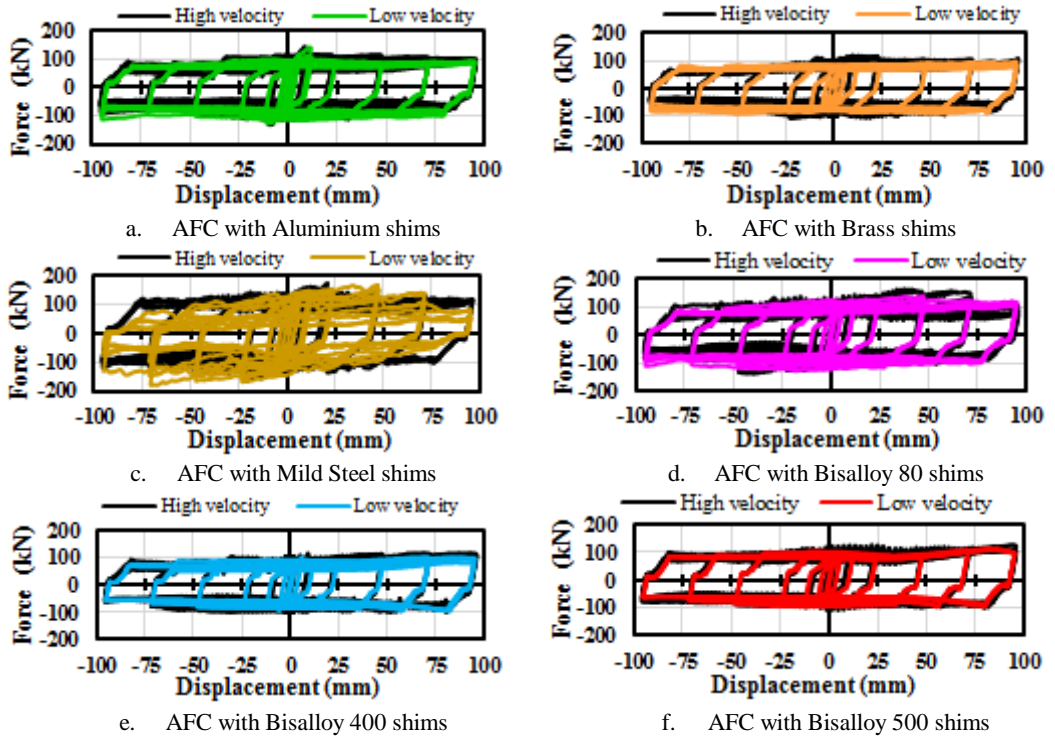 High velocity Low velocity
200
100
0
-100
-200
Force (kN)
-100 -75 -50 -25 0 25 50 75 100
Displacement (mm)
a. AFC with Aluminium shims
High velocity Low velocity
200
100
0
-100
-200
Force (kN)
-100 -75 -50 -25 0 25 50 75 100
Displacement (mm)
b. AFC with Brass shims
High velocity Low velocity
200
100
0
-100
-200
Force (kN)
-100 -75 -50 -25 0 25 50 75 100
Displacement (mm)
c. AFC with Mild Steel shims
High velocity Low velocity
200
100
0
-100
-200
Force (kN)
-100 -75 -50 -25 0 25 50 75 100
Displacement (mm)
d. AFC with Bisalloy 80 shims
High velocity Low velocity
200
100
0
-100
-200
Force (kN)
-100 -75 -50 -25 0 25 50 75 100
Displacement (mm)
e. AFC with Bisalloy 400 shims
High velocity Low velocity
200
100
0
-100
-200
Force (kN)
-100 -75 -50 -25 0 25 50 75 100
Displacement (mm)
f. AFC with Bisalloy 500 shims